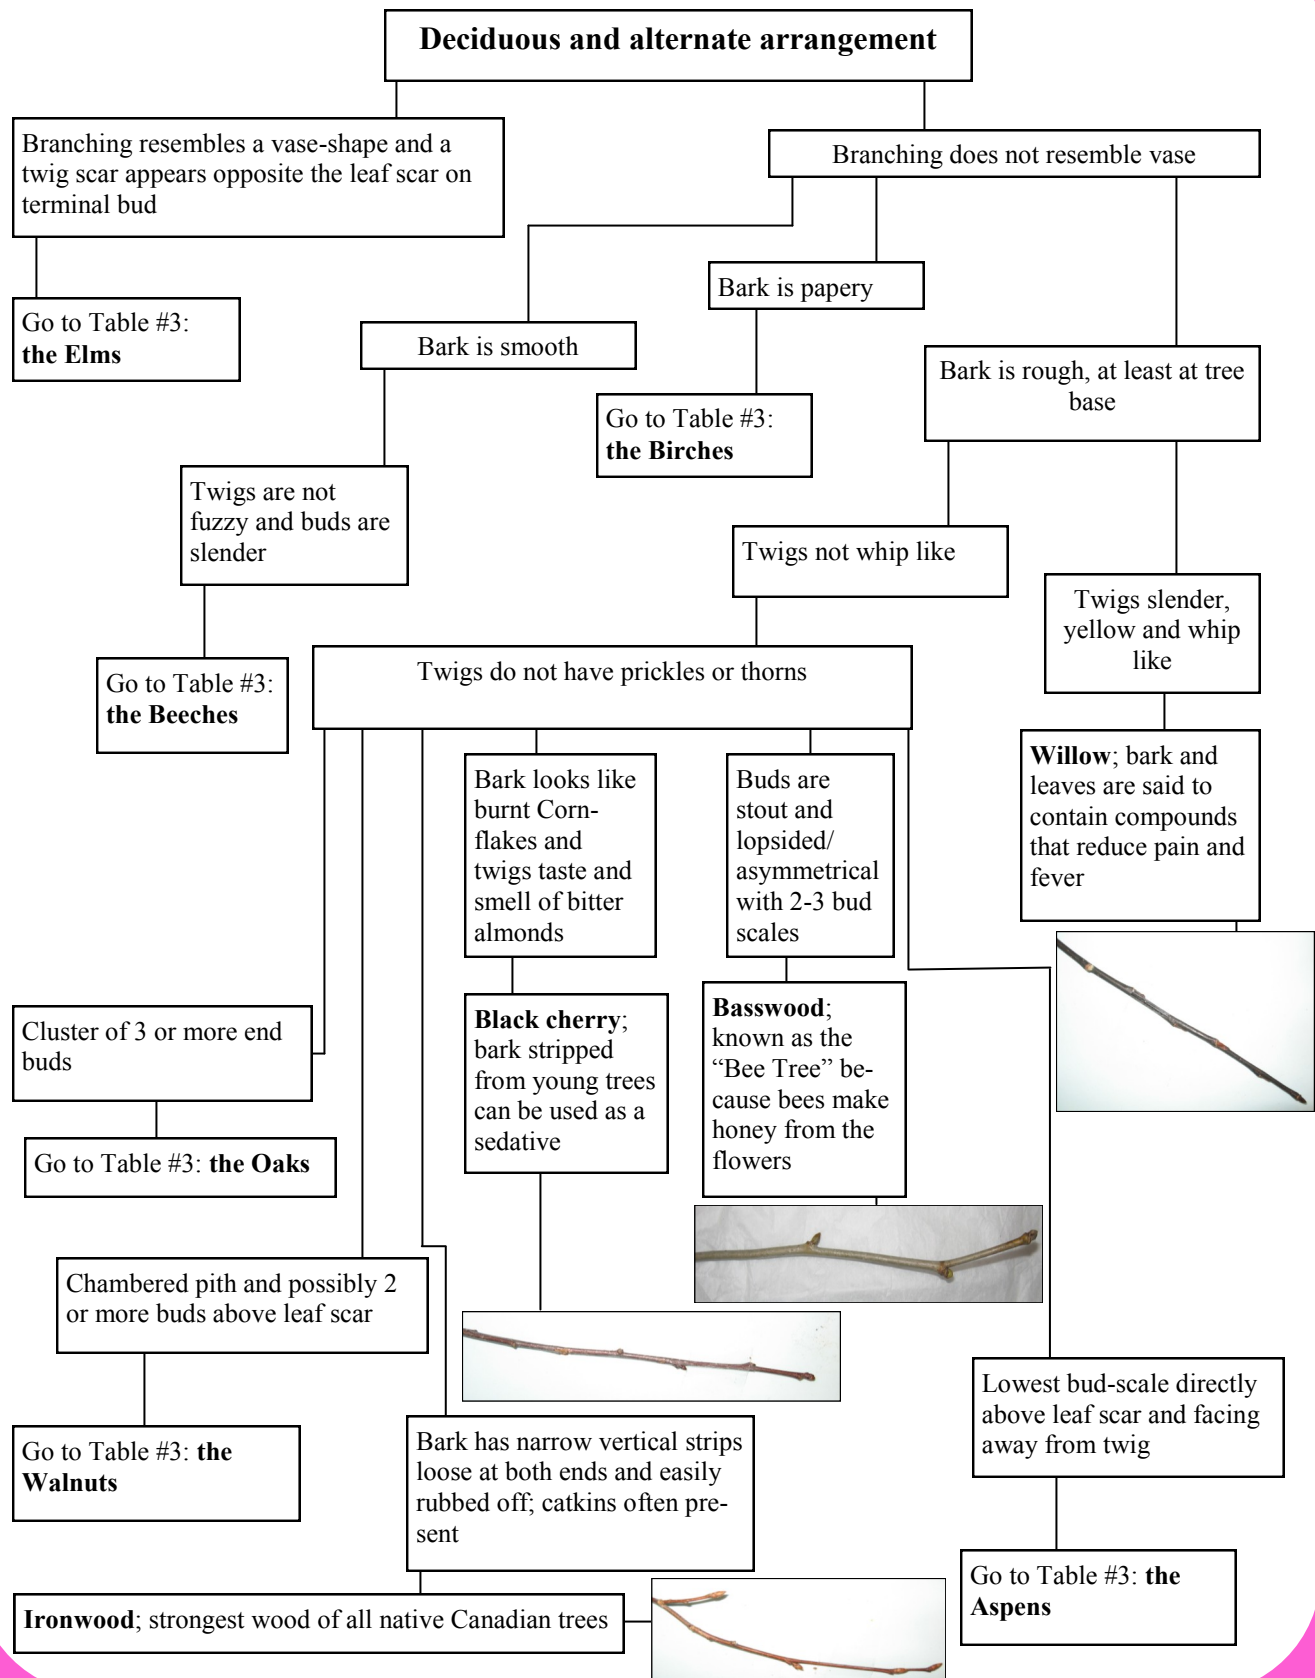 Deciduous and alternate arrangement
Branching resembles a vase-shape and a
twig scar appears opposite the leaf scar on
terminal bud
Branching does not resemble vase
Go to Table #3:
the Elms
Bark is smooth
Bark is papery
Bark is rough, at least at tree
base
Go to Table #3:
the Birches
Twigs are not
fuzzy and buds are
slender
Twigs not whip like
Twigs slender,
yellow and whip
like
Go to Table #3:
the Beeches
Twigs do not have prickles or thorns
Willow; bark and
leaves are said to
contain compounds
that reduce pain and
fever
Bark looks like
burnt Corn-
flakes and
twigs taste and
smell of bitter
almonds
Buds are
stout and
lopsided/
asymmetrical
with 2-3 bud
scales
Cluster of 3 or more end
buds
Black cherry;
bark stripped
from young trees
can be used as a
sedative
Basswood;
known as the
“Bee Tree” be-
cause bees make
honey from the
flowers
Go to Table #3: the Oaks
Chambered pith and possibly 2
or more buds above leaf scar
Go to Table #3: the
Walnuts
Bark has narrow vertical strips
loose at both ends and easily
rubbed off; catkins often pre-
sent
Lowest bud-scale directly
above leaf scar and facing
away from twig
Ironwood; strongest wood of all native Canadian trees
Go to Table #3: the
Aspens